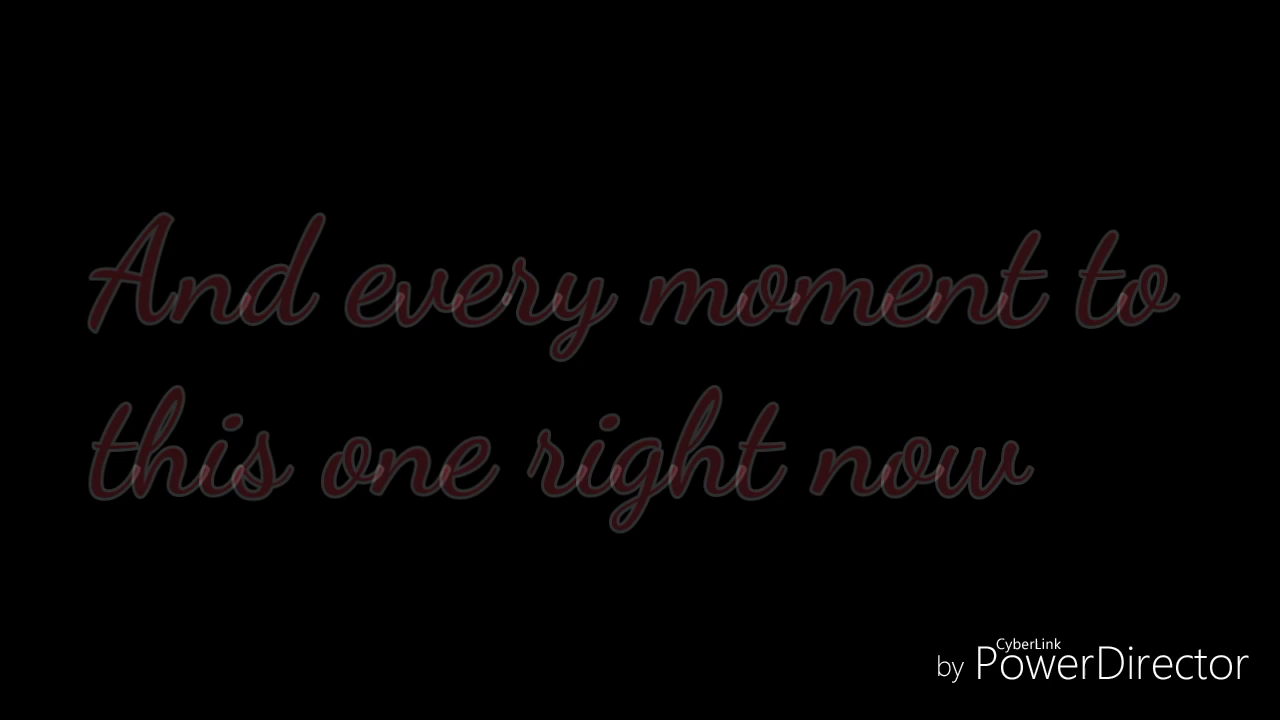 And every moment to
this one right now
CyberLink
by PowerDirector